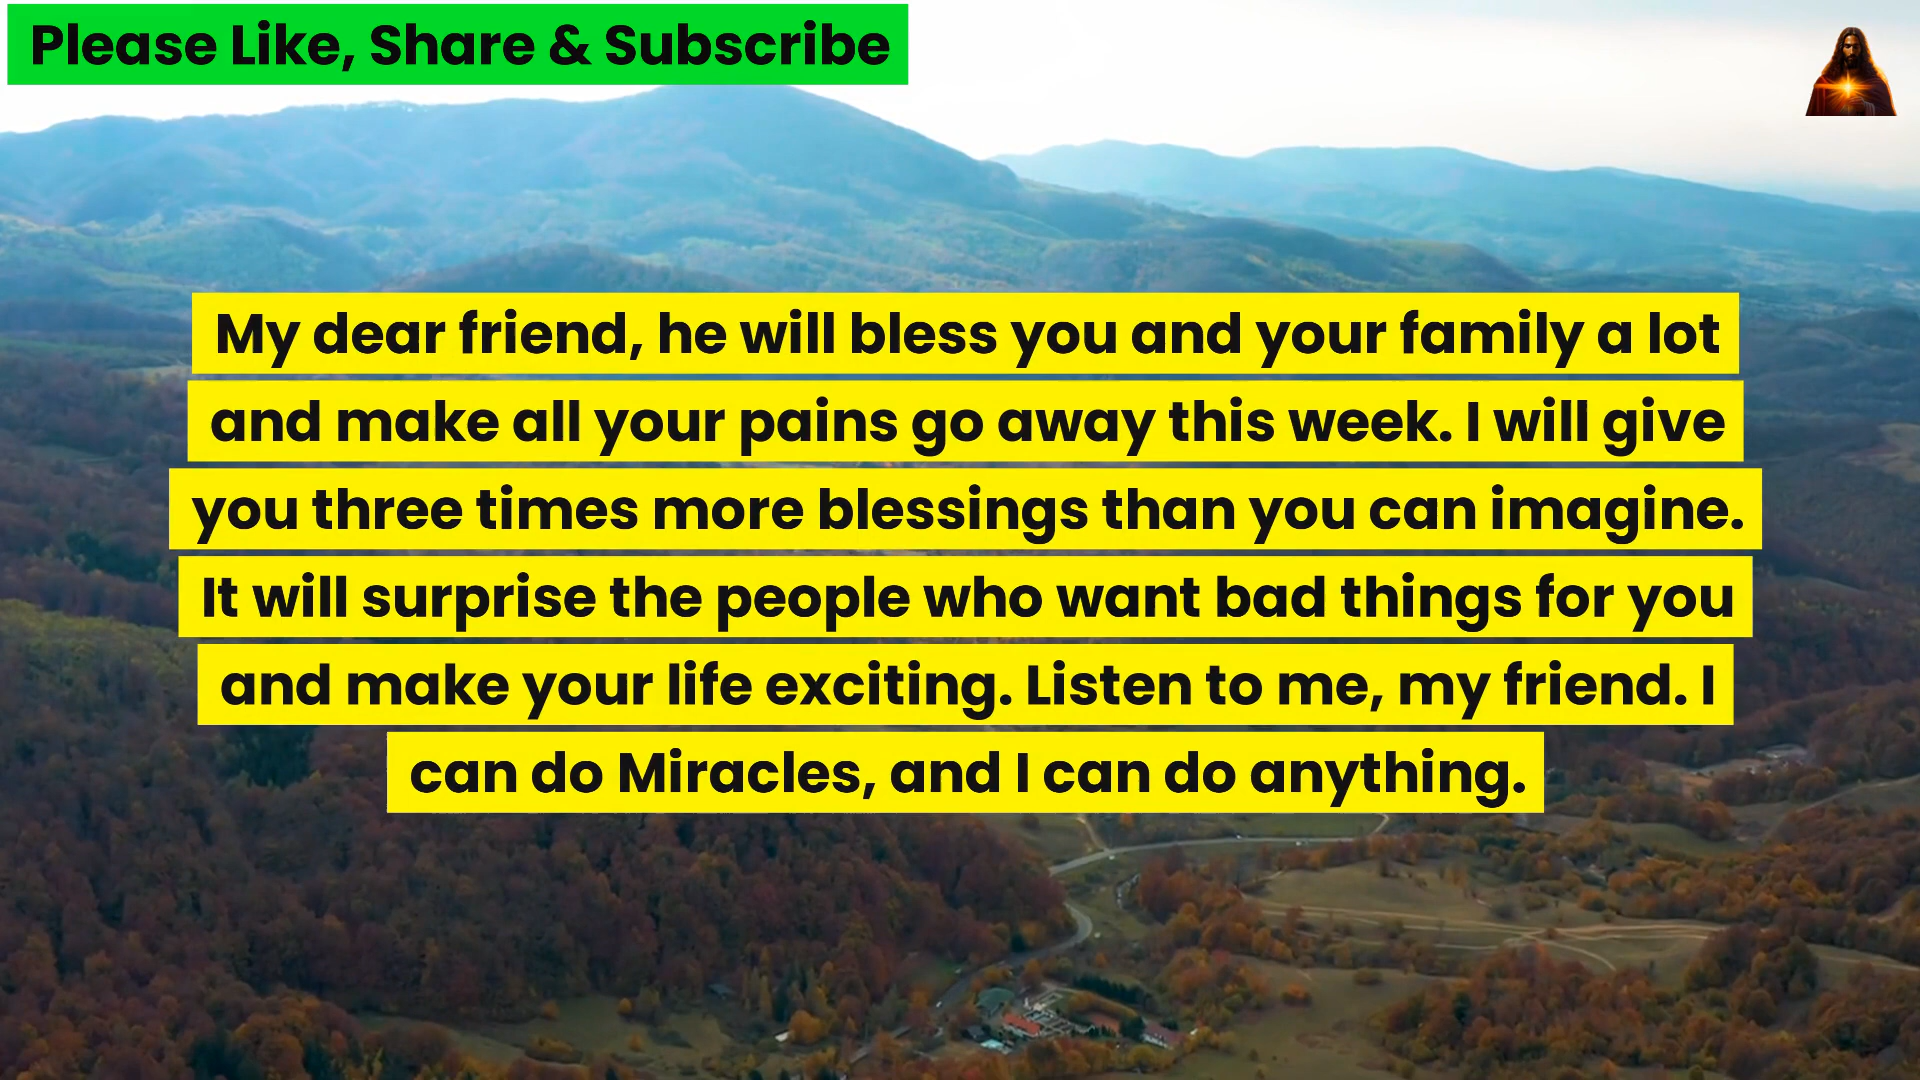 Please Like, Share & Subscribe
My dear friend, he will bless you and your family a lot
and make all your pains go away this week. I will give
you three times more blessings than you can imagine.
It will surprise the people who want bad things for you
and make your life exciting. Listen to me, my friend. I
can do Miracles, and I can do anything.